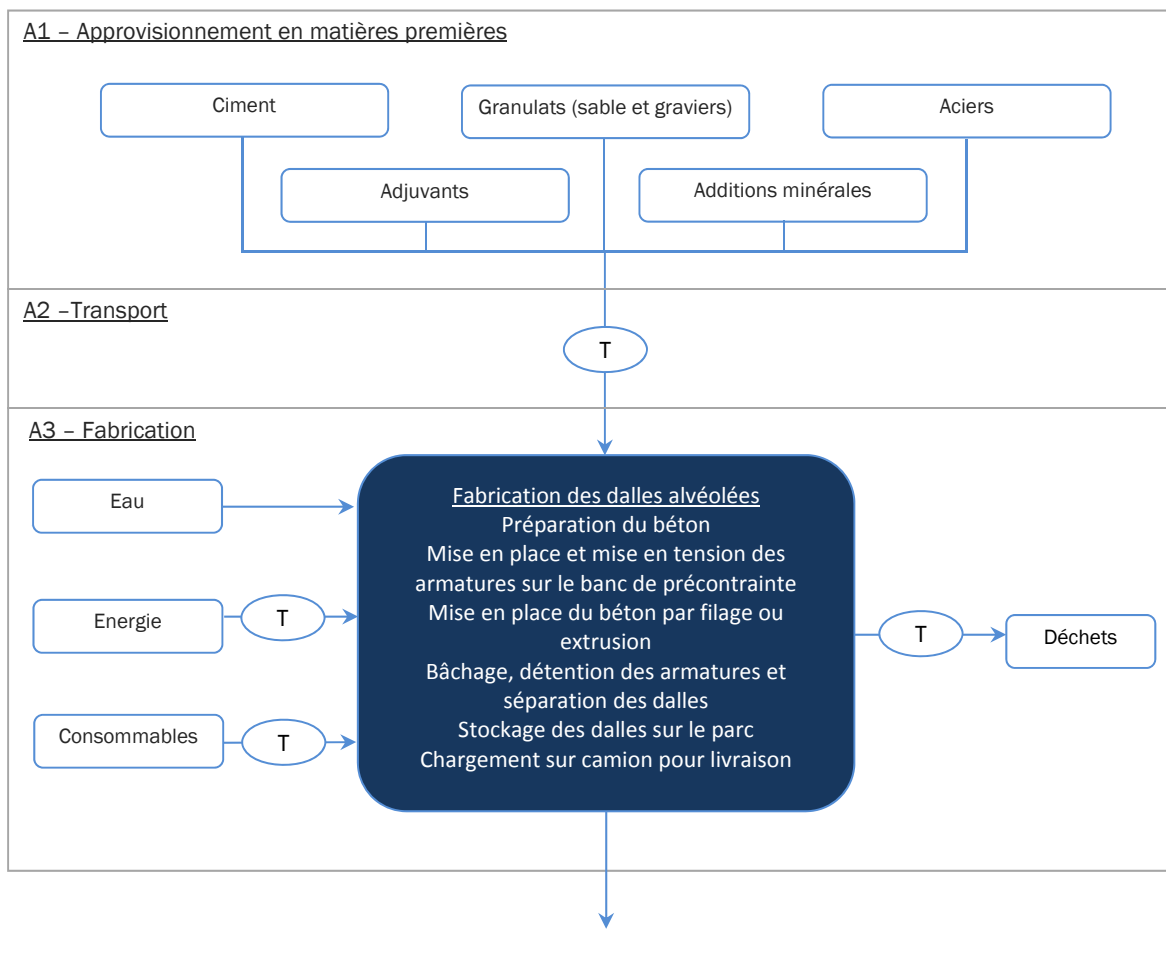 A1 – Approvisionnement en matières premières
Ciment
Granulats (sable et graviers)
Aciers
Adjuvants
Additions minérales
A2 –Transport
T
A3 – Fabrication
Eau
Energie
T
Consommables
T
Fabrication des dalles alvéolées
Préparation du béton
Mise en place et mise en tension des
armatures sur le banc de précontrainte
Mise en place du béton par filage ou
extrusion
Bâchage, détention des armatures et
séparation des dalles
Stockage des dalles sur le parc
Chargement sur camion pour livraison
T
Déchets